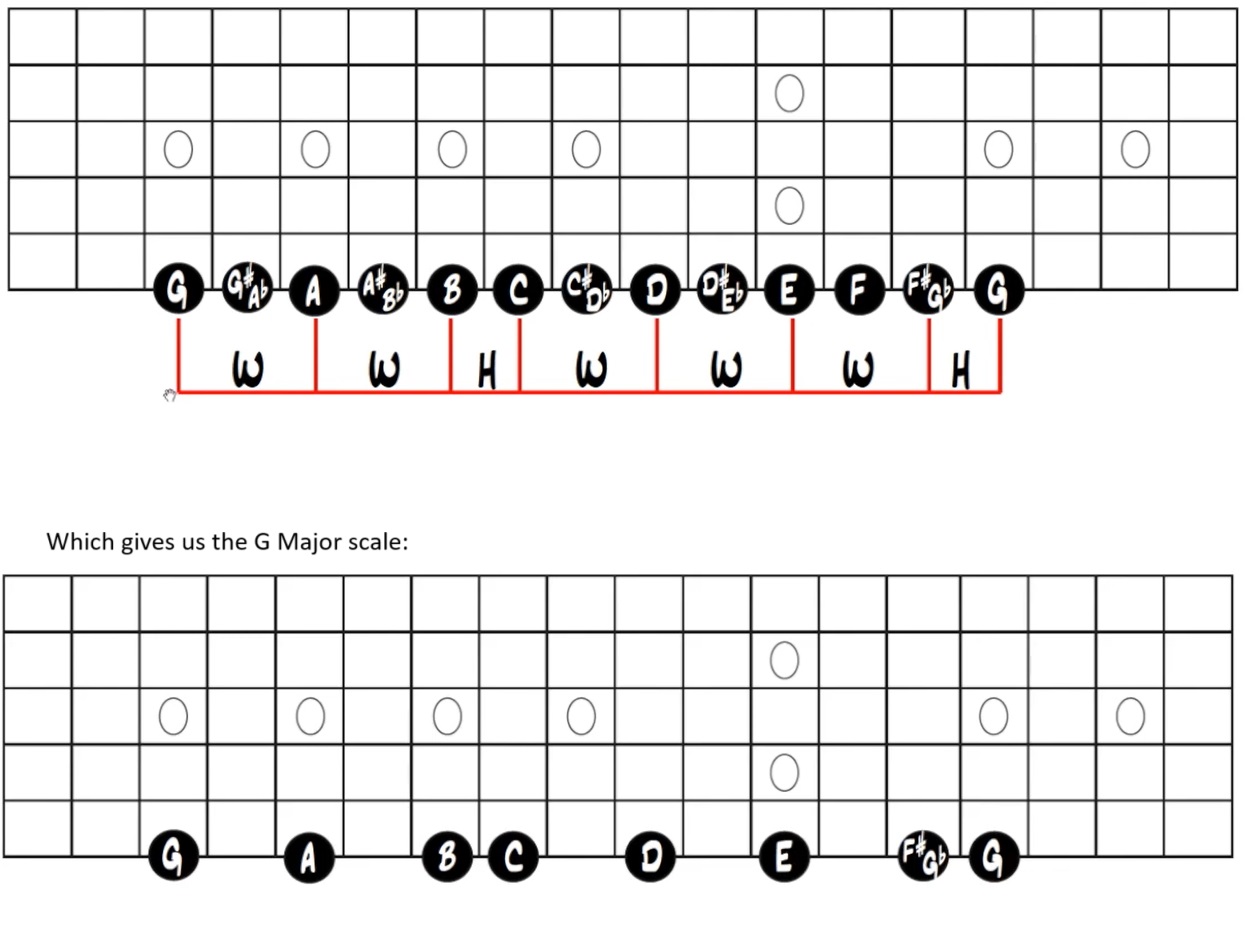 G G# Ab A A# Bb B C C# Db D D# Eb E F F# Gb G
W W H W W W H
Which gives us the G Major scale:
G A B C D E F# Gb G